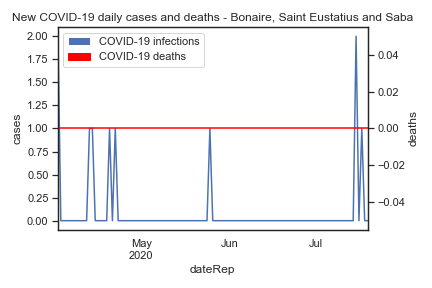 New COVID-19 daily cases and deaths - Bonaire, Saint Eustatius and Saba
COVID-19 infections
COVID-19 deaths
2.00
1.75
1.50
1.25
1.00
0.75
0.50
0.25
0.00
cases
0.04
0.02
0.00
−0.02
−0.04
deaths
May
2020
Jun
Jul
dateRep